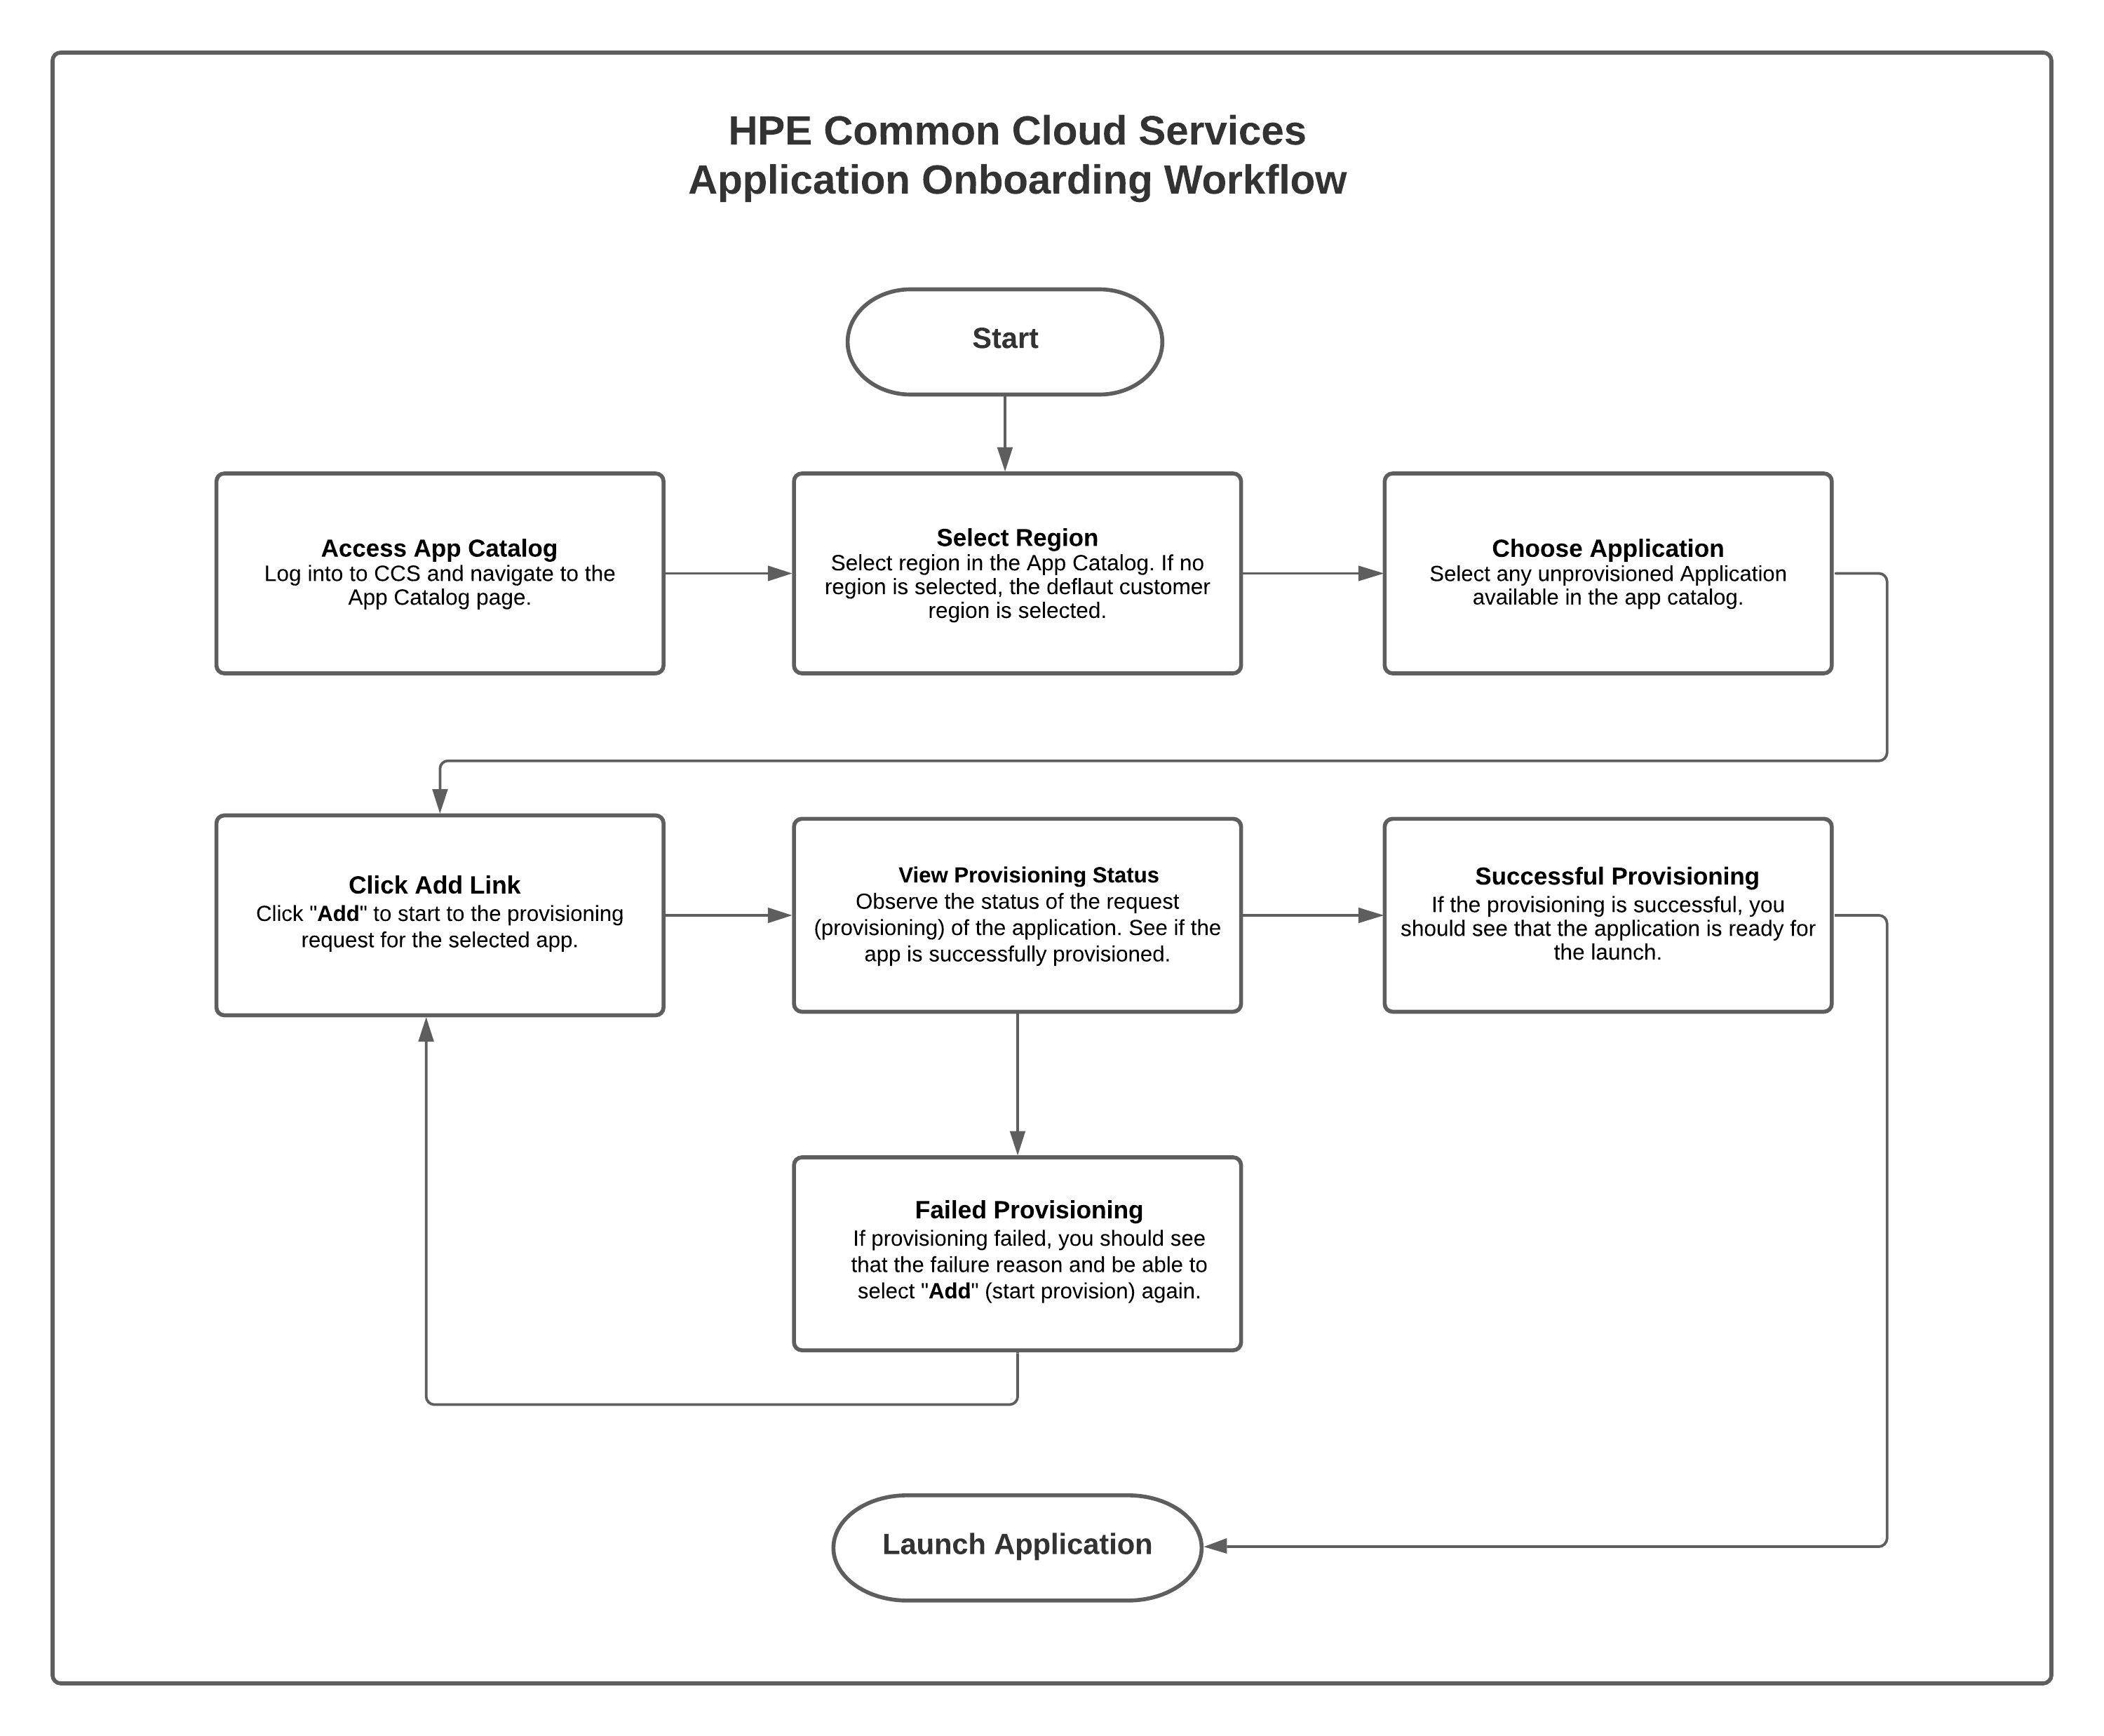 HPE Common Cloud Services
Application Onboarding Workflow
Start
Access App Catalog
Log into to CCS and navigate to the
App Catalog page.
Select Region
Select region in the App Catalog. If no
region is selected, the deflaut customer
region is selected.
Choose Application
Select any unprovisioned Application
available in the app catalog.
Click Add Link
Click "Add" to start to the provisioning
request for the selected app.
View Provisioning Status
Observe the status of the request
(provisioning) of the application. See if the
app is successfully provisioned.
Successful Provisioning
If the provisioning is successful, you
should see that the application is ready for
the launch.
Failed Provisioning
If provisioning failed, you should see
that the failure reason and be able to
select "Add" (start provision) again.
Launch Application